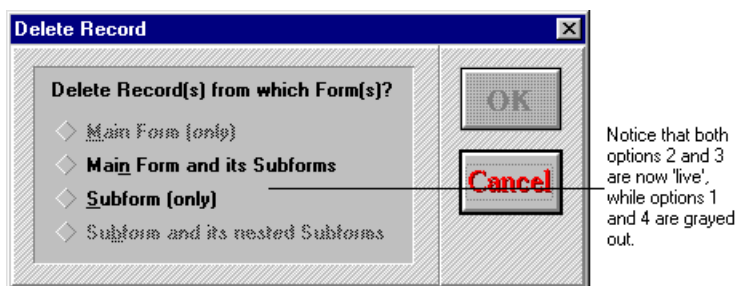 Delete Record
Delete Record(s) from which Form(s)?
Main Form (only)
Main Form and its Subforms
Subform (only)
Subform and its nested Subforms
OK
Cancel
Notice that both
options 2 and 3
are now 'live',
while options 1
and 4 are grayed
out.